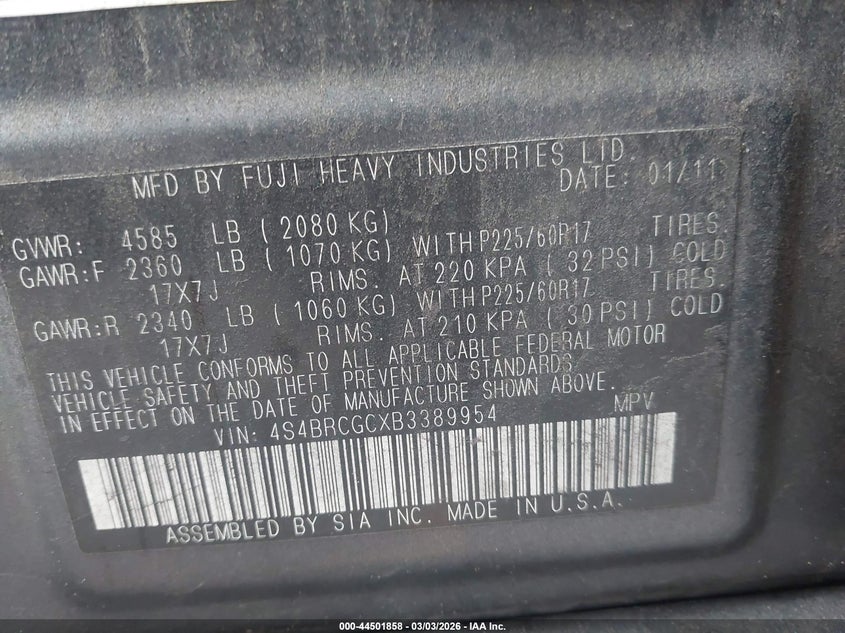 MFD BY FUJI HEAVY INDUSTRIES LTD.
DATE: 01/11
GVWR: 4585 LB ( 2080 KG)
GAWR:F 2360 LB ( 1070 KG) WITH P225/60R17 TIRES.
17X7J RIMS. AT 220 KPA ( 32 PSI) COLD
GAWR:R 2340 LB ( 1060 KG) WITH P225/60R17 TIRES.
17X7J RIMS. AT 210 KPA ( 30 PSI) COLD
THIS VEHICLE CONFORMS TO ALL APPLICABLE FEDERAL MOTOR
VEHICLE SAFETY AND THEFT PREVENTION STANDARDS
IN EFFECT ON THE DATE OF MANUFACTURE SHOWN ABOVE.
VIN: 4S4BRCGCXB3389954 MPV
ASSEMBLED BY SIA INC. MADE IN U.S.A.
000-44501858 - 03/03/2026 - IAA Inc.